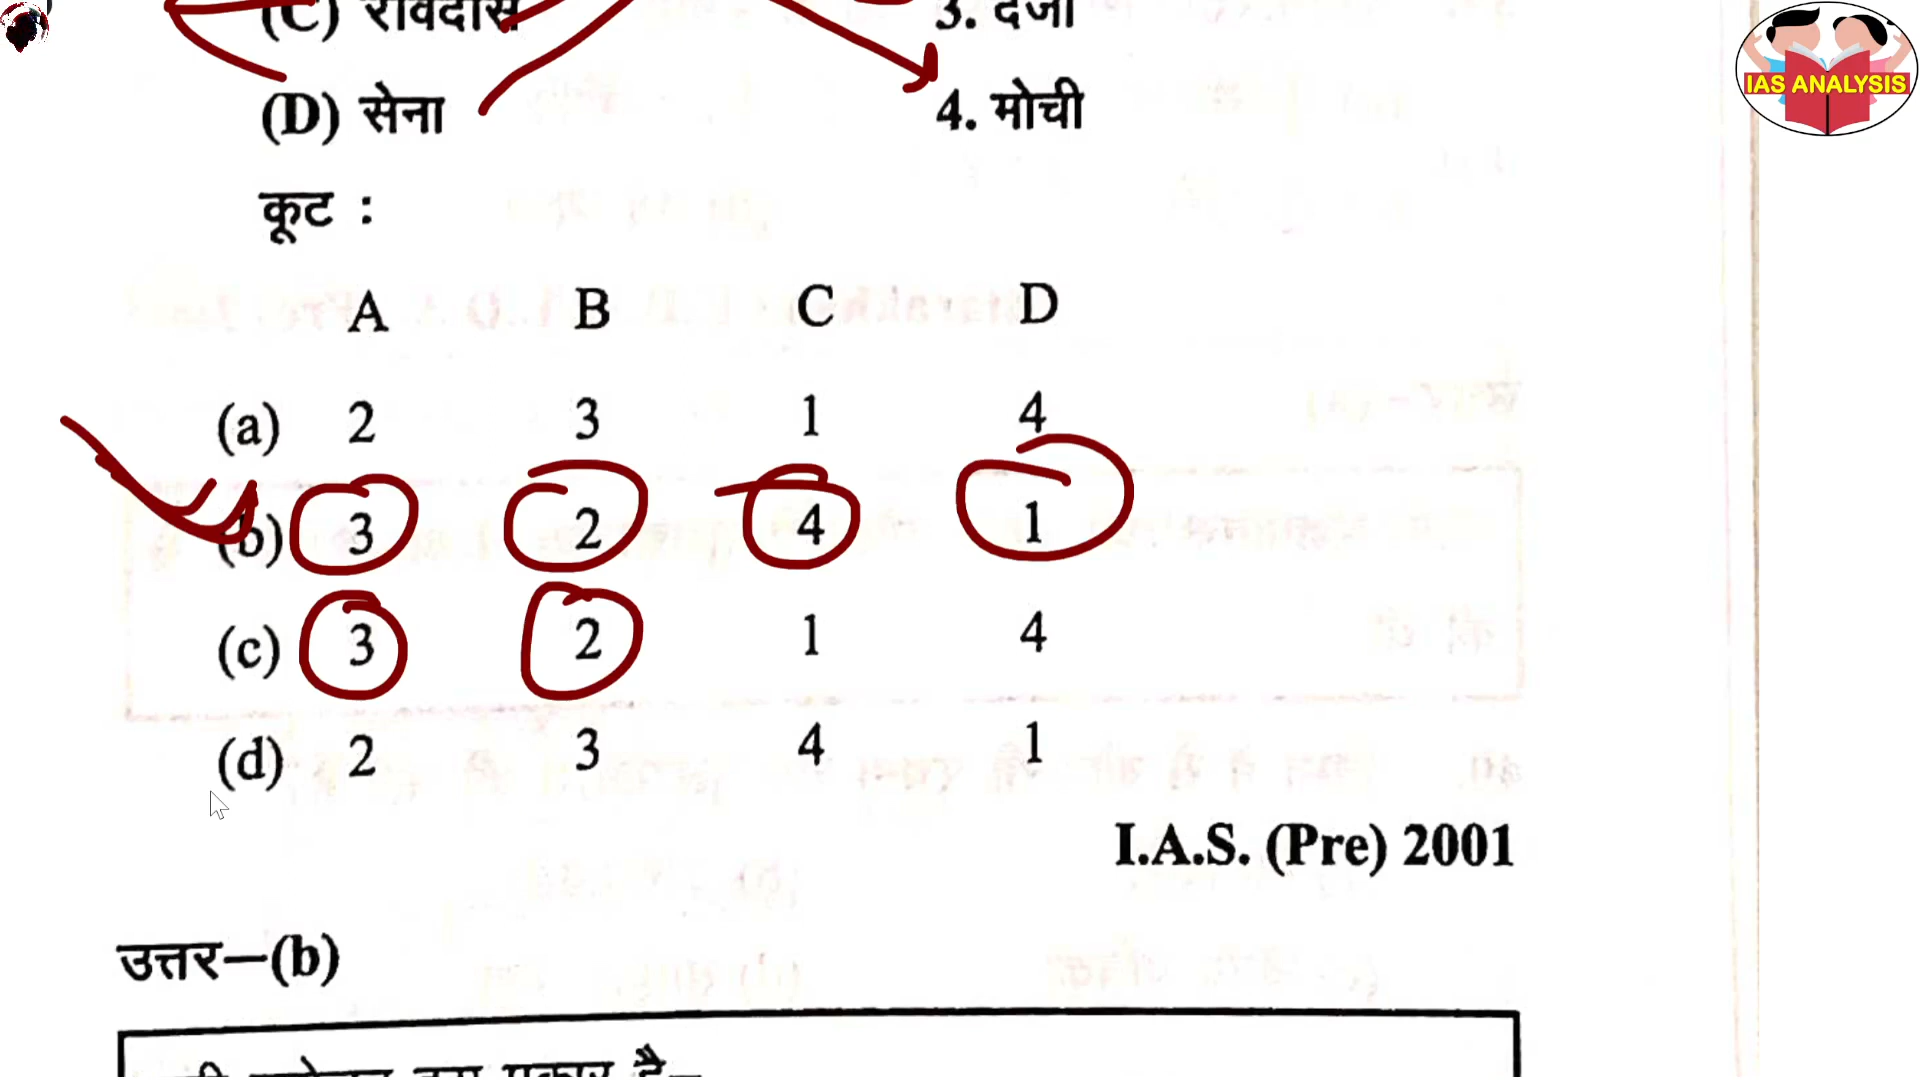 (C) रविदास 3. दर्जी
IAS ANALYSIS
(D) सेना 4. मोची
कूट :
A B C D
(a) 2 3 1 4
(b) 3 2 4 1
(c) 3 2 1 4
(d) 2 3 4 1
I.A.S. (Pre) 2001
उत्तर–(b)